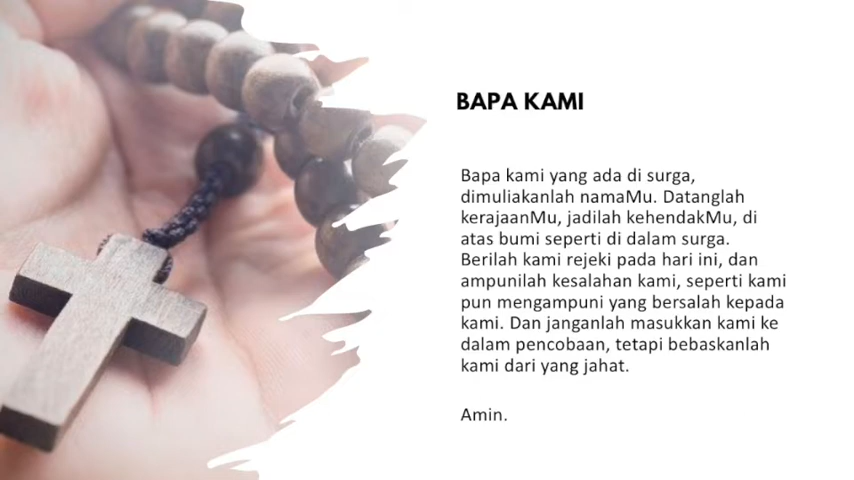 BAPA KAMI
Bapa kami yang ada di surga,
dimuliakanlah namaMu. Datanglah
kerajaanMu, jadilah kehendakMu, di
atas bumi seperti di dalam surga.
Berilah kami rejeki pada hari ini, dan
ampunilah kesalahan kami, seperti kami
pun mengampuni yang bersalah kepada
kami. Dan janganlah masukkan kami ke
dalam pencobaan, tetapi bebaskanlah
kami dari yang jahat.
Amin.